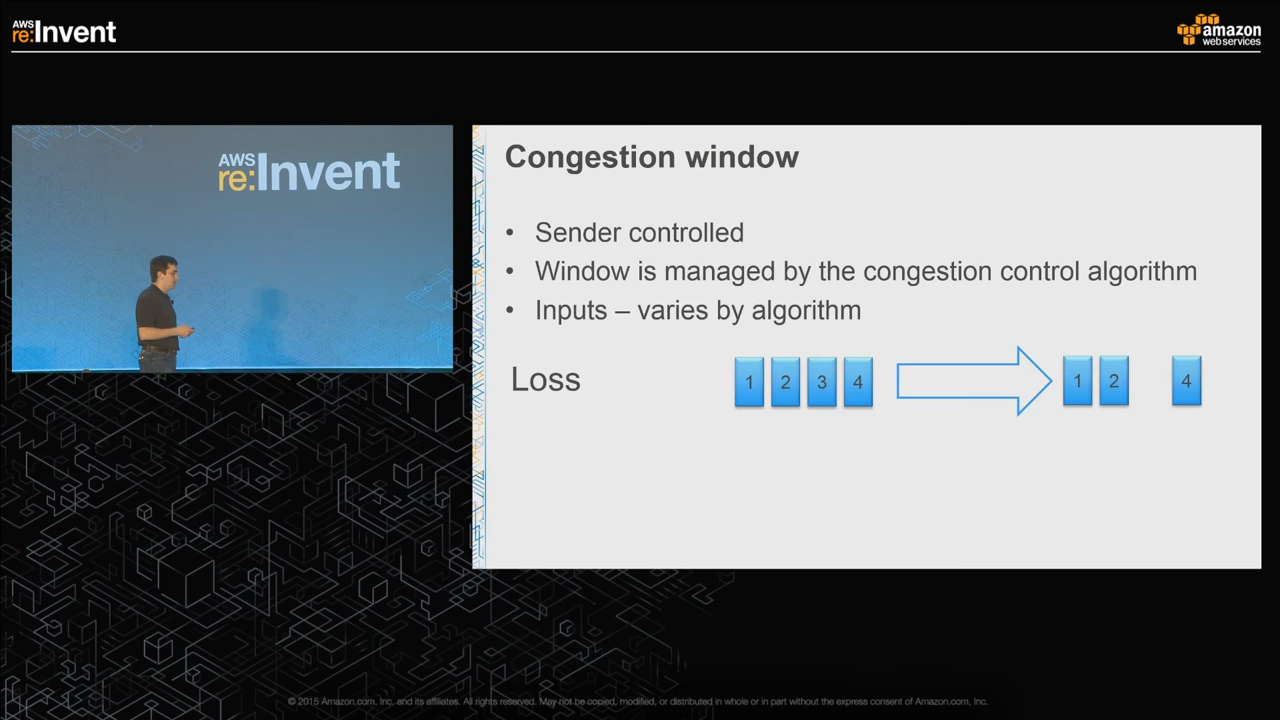 AWS
re:Invent
amazon
web services
AWS
re:Invent
Congestion window
• Sender controlled
• Window is managed by the congestion control algorithm
• Inputs – varies by algorithm
Loss
1 2 3 4
1 2 4
© 2015 Amazon.com, Inc, and its affiliates. All rights reserved. May not be copied, modified, or distributed in whole or in part without the express consent of Amazon.com, Inc.